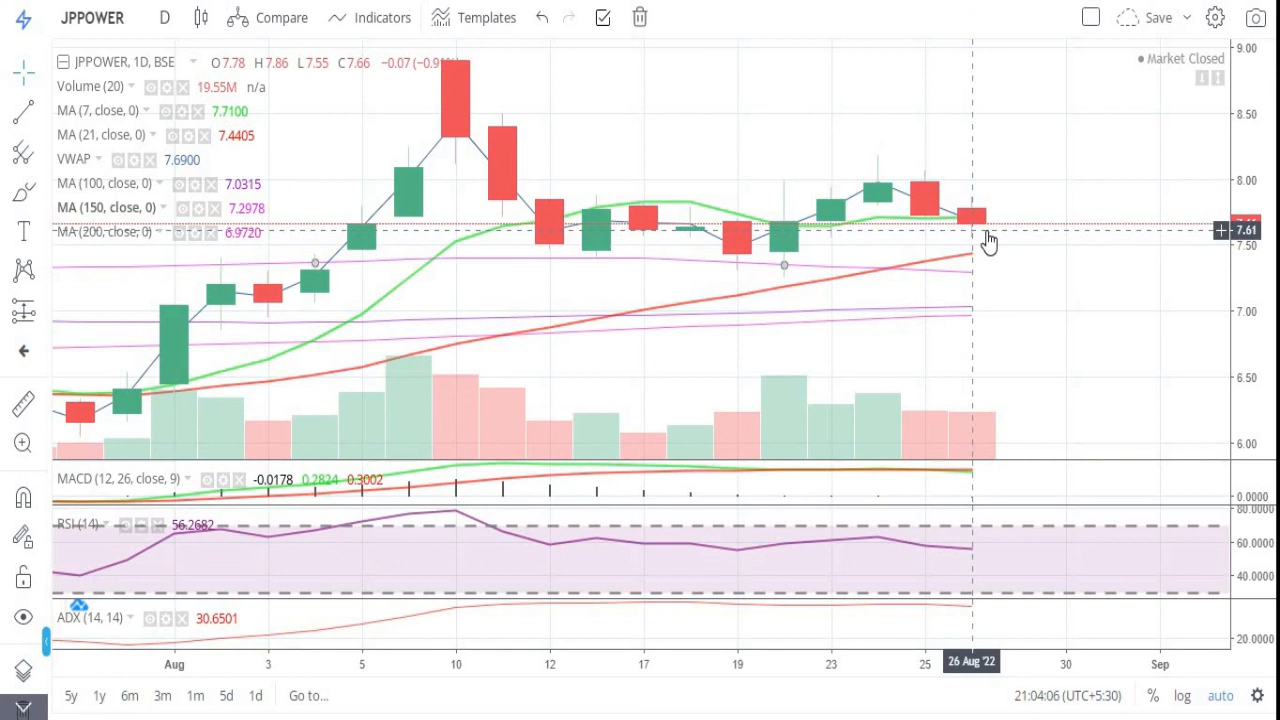 JPPOWER D Compare Indicators Templates Save
JPPOWER, 1D, BSE O7.78 H7.86 L7.55 C7.66 −0.07
Market Closed
Volume (20) 19.55M n/a
MA (7, close, 0) 7.7100
MA (21, close, 0) 7.4405
VWAP 7.6900
MA (100, close, 0) 7.0315
MA (150, close, 0) 7.2978
MA (200, close, 0) 6.9720
9.00
8.50
8.00
7.61
7.50
7.00
6.50
6.00
MACD (12, 26, close, 9) -0.0178 0.2824 0.3002
0.0000
RSI (14) 56.2682
80.0000
60.0000
40.0000
ADX (14, 14) 30.6501
20.0000
Aug 3 5 10 12 17 19 23 25 26 Aug '22 30 Sep
5y 1y 6m 3m 1m 5d 1d Go to... 21:04:06 (UTC+5:30) % log auto